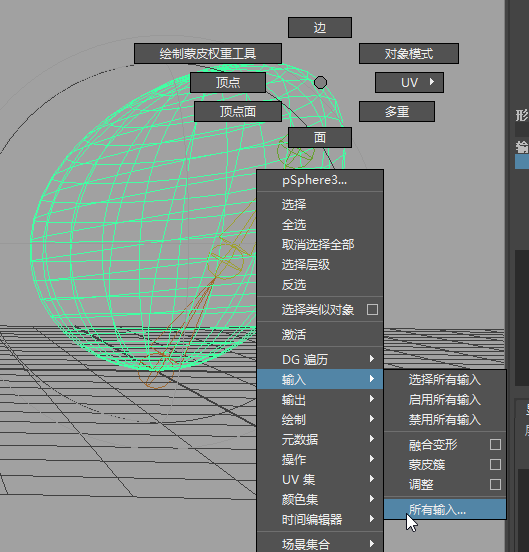 边
绘制蒙皮权重工具
对象模式
顶点
UV
顶点面
多重
面
pSphere3...
选择
全选
取消选择全部
选择层级
反选
选择类似对象
激活
DG 遍历
输入
输出
绘制
元数据
操作
UV 集
颜色集
时间编辑器
场景集合
选择所有输入
启用所有输入
禁用所有输入
融合变形
蒙皮簇
调整
所有输入...
形
输